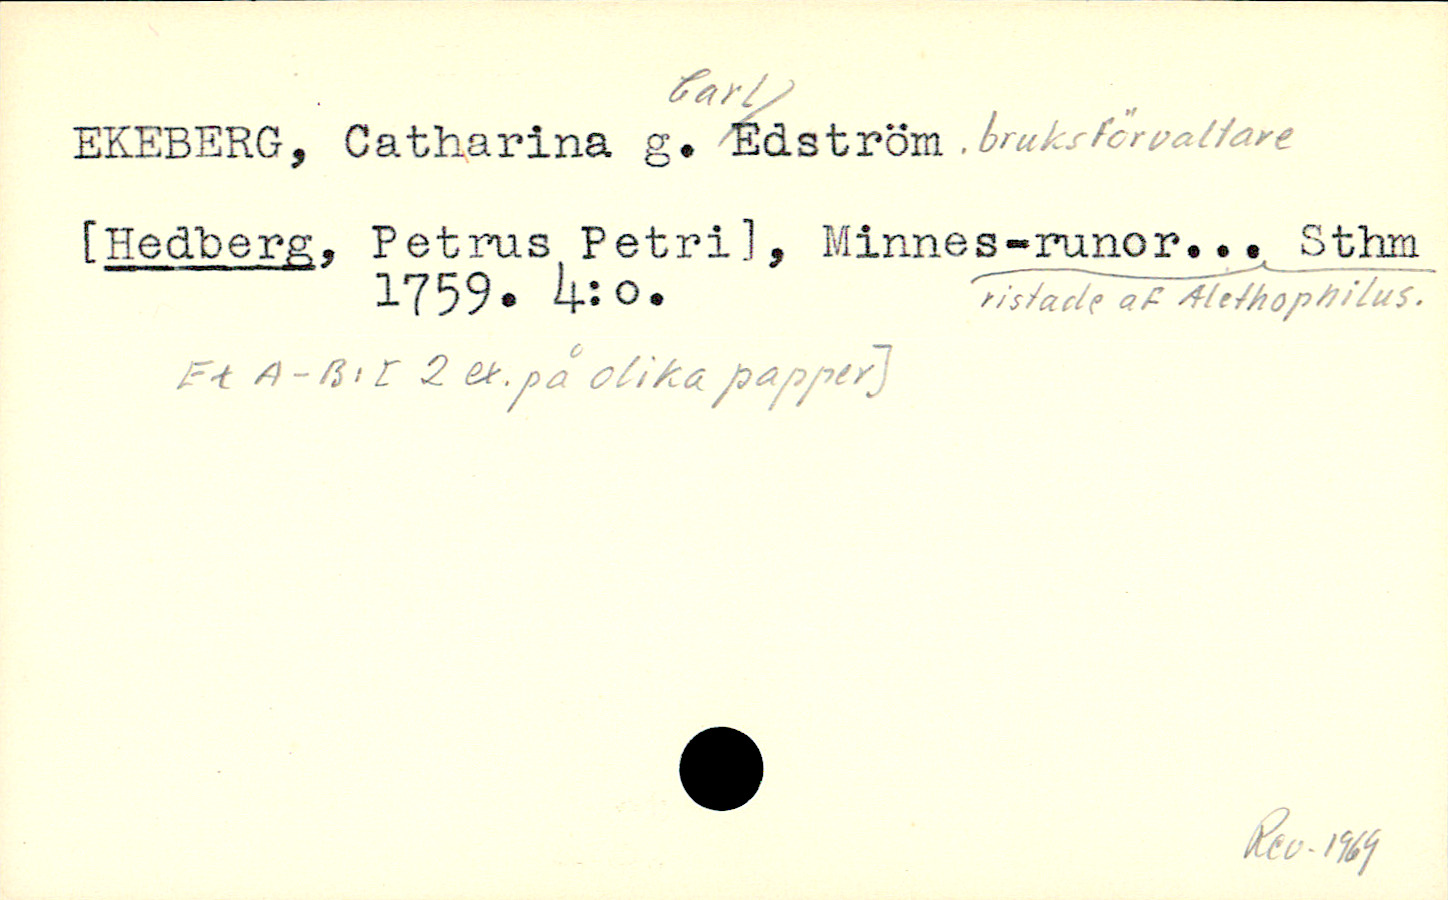 Carl
EKEBERG, Catharina g. Edström. bruksförvaltare
[Hedberg, Petrus Petri], Minnes-runor... Sthm
1759. 4:o. ristade af Alethophilus.
Et A-B: [2 ex. på olika papper]
Rev. 1969